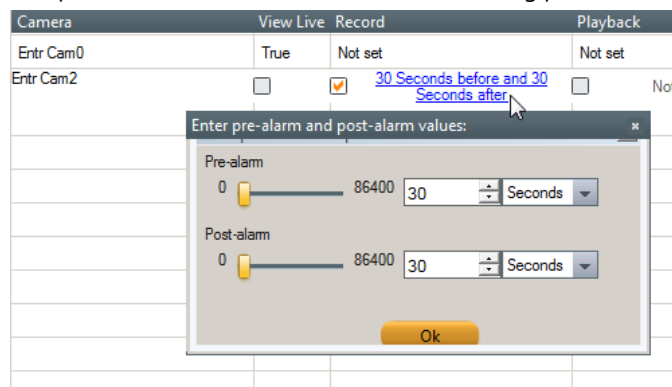 Camera View Live Record Playback
Entr Cam0 True Not set Not set
Entr Cam2 30 Seconds before and 30
Seconds after
Enter pre-alarm and post-alarm values: ×
Pre-alarm
0 86400 30 Seconds
Post-alarm
0 86400 30 Seconds
Ok